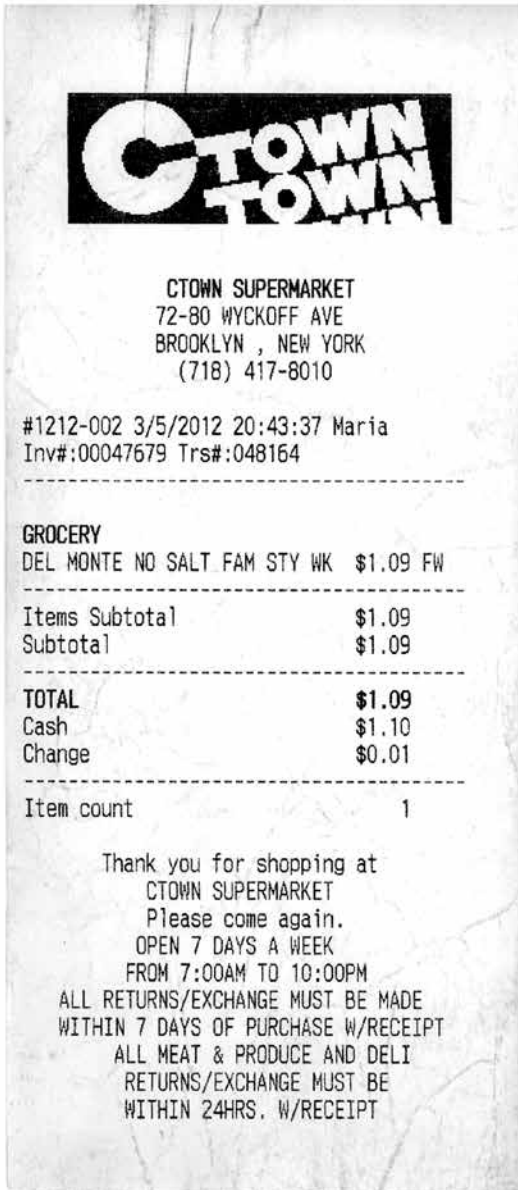 CTOWN
TOWN
CTOWN SUPERMARKET
72-80 WYCKOFF AVE
BROOKLYN , NEW YORK
(718) 417-8010
#1212-002 3/5/2012 20:43:37 Maria
Inv#:00047679 Trs#:048164
GROCERY
DEL MONTE NO SALT FAM STY WK $1.09 FW
Items Subtotal $1.09
Subtotal $1.09
TOTAL $1.09
Cash $1.10
Change $0.01
Item count 1
Thank you for shopping at
CTOWN SUPERMARKET
Please come again.
OPEN 7 DAYS A WEEK
FROM 7:00AM TO 10:00PM
ALL RETURNS/EXCHANGE MUST BE MADE
WITHIN 7 DAYS OF PURCHASE W/RECEIPT
ALL MEAT & PRODUCE AND DELI
RETURNS/EXCHANGE MUST BE
WITHIN 24HRS. W/RECEIPT